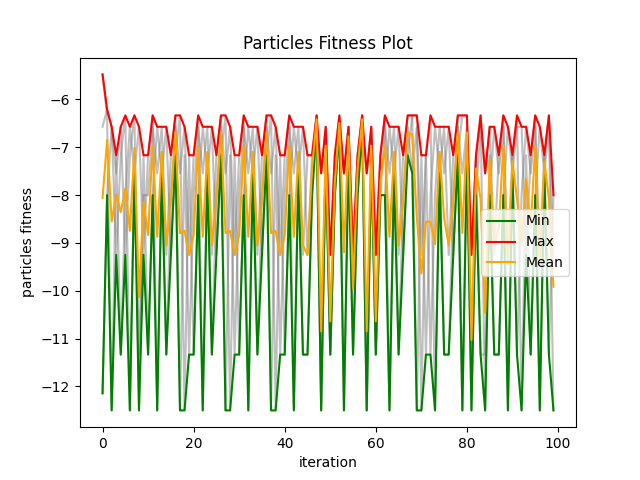 Particles Fitness Plot
particles fitness
−6
−7
−8
−9
−10
−11
−12
Min
Max
Mean
0 20 40 60 80 100
iteration